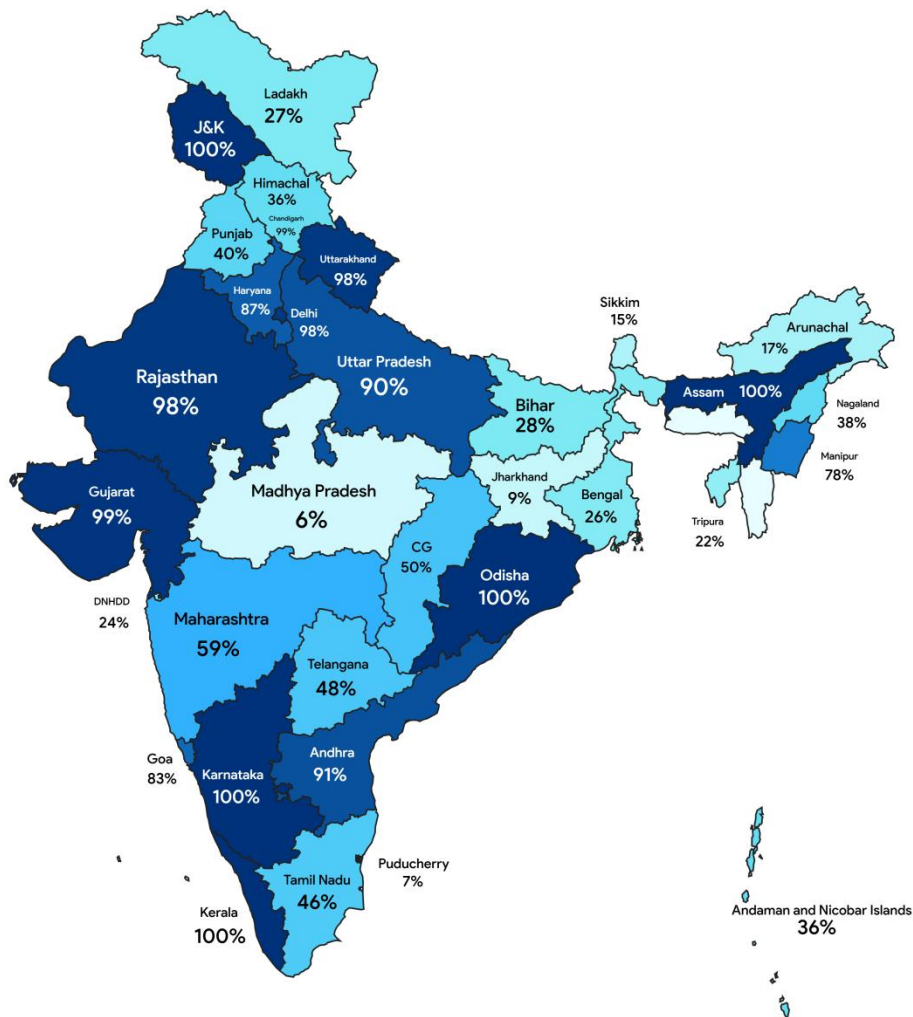 Ladakh
27%
J&K
100%
Himachal
36%
Chandigarh
99%
Punjab
40%
Uttarakhand
98%
Haryana
87%
Delhi
98%
Sikkim
15%
Arunachal
17%
Rajasthan
98%
Uttar Pradesh
90%
Assam 100%
Bihar
28%
Nagaland
38%
Manipur
78%
Gujarat
99%
Madhya Pradesh
6%
Jharkhand
9%
Bengal
26%
Tripura
22%
CG
50%
Odisha
100%
DNHDD
24%
Maharashtra
59%
Telangana
48%
Goa
83%
Karnataka
100%
Andhra
91%
Puducherry
7%
Tamil Nadu
46%
Kerala
100%
Andaman and Nicobar Islands
36%